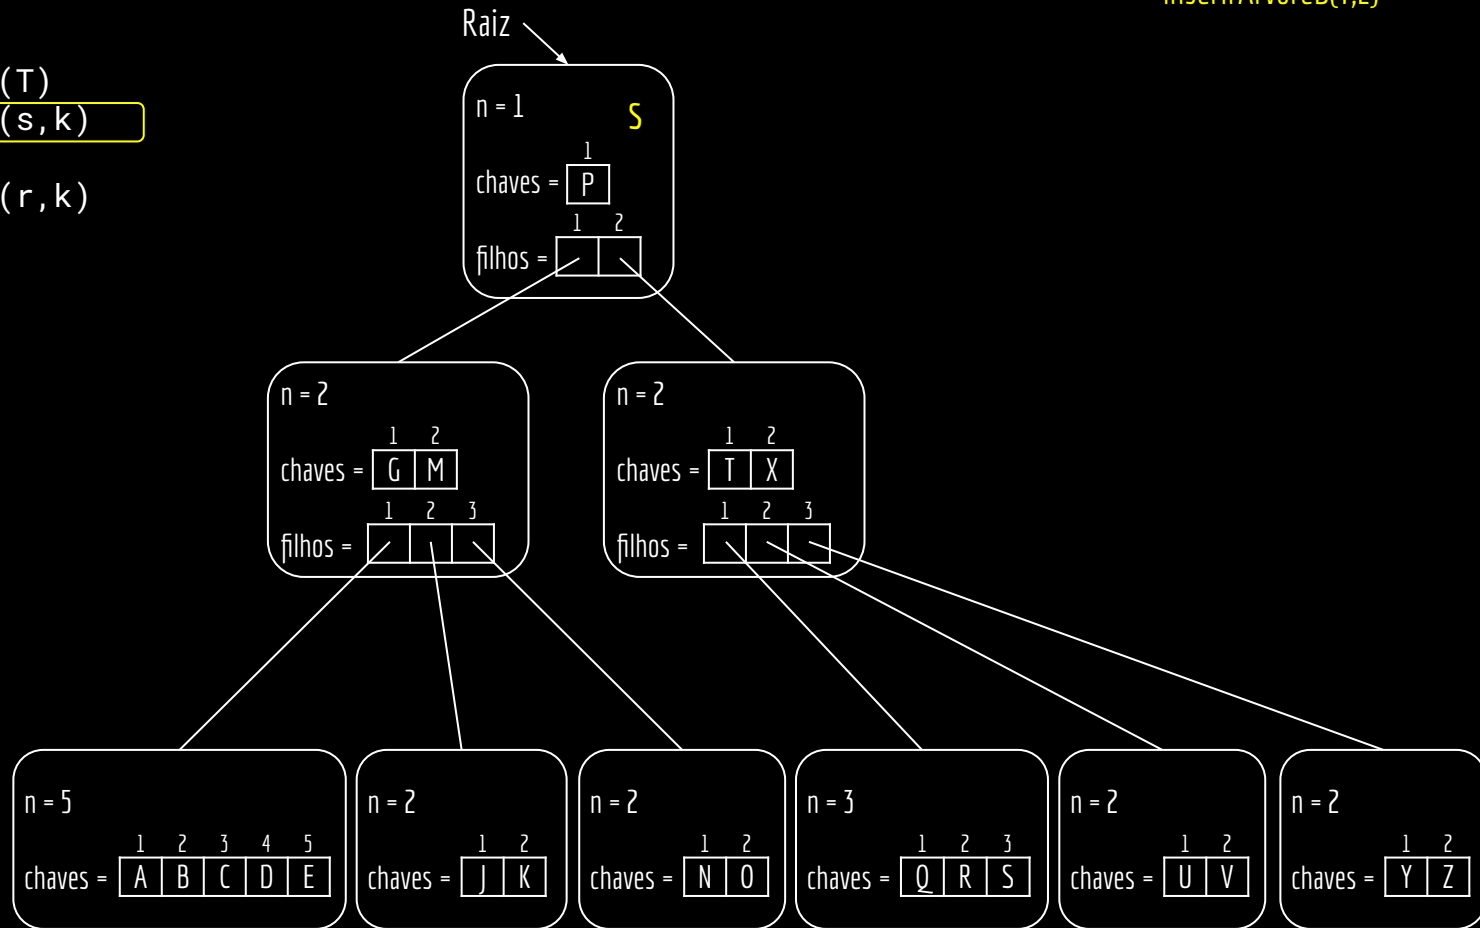 Raiz
(T)
(s,k)
(r,k)
n = 1
S
1
chaves = P
1 2
filhos =
n = 2
1 2
chaves = G M
1 2 3
filhos =
n = 2
1 2
chaves = T X
1 2 3
filhos =
n = 5
1 2 3 4 5
chaves = A B C D E
n = 2
1 2
chaves = J K
n = 2
1 2
chaves = N O
n = 3
1 2 3
chaves = Q R S
n = 2
1 2
chaves = U V
n = 2
1 2
chaves = Y Z